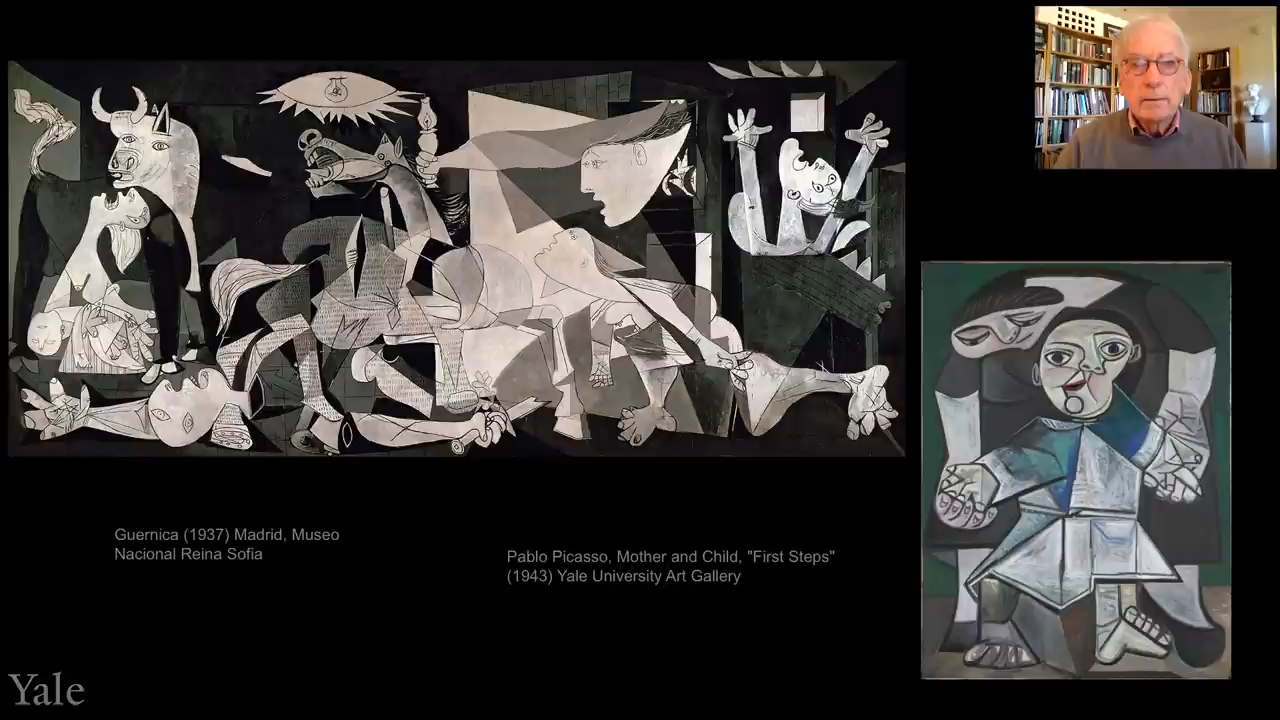 Guernica (1937) Madrid, Museo
Nacional Reina Sofia
Pablo Picasso, Mother and Child, "First Steps"
(1943) Yale University Art Gallery
Yale